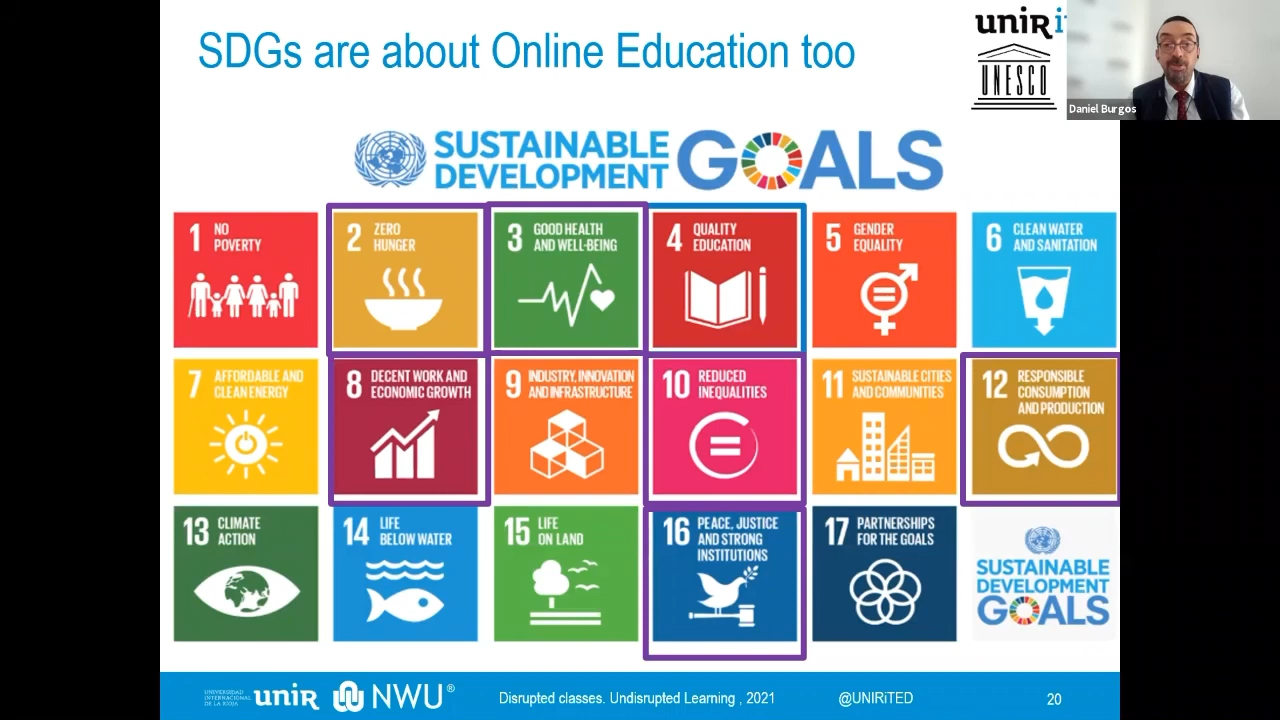 SDGs are about Online Education too
unir
UNESCO
Daniel Burgos
SUSTAINABLE
DEVELOPMENT
GOALS
1 NO
POVERTY
2 ZERO
HUNGER
3 GOOD HEALTH
AND WELL-BEING
4 QUALITY
EDUCATION
5 GENDER
EQUALITY
6 CLEAN WATER
AND SANITATION
7 AFFORDABLE AND
CLEAN ENERGY
8 DECENT WORK AND
ECONOMIC GROWTH
9 INDUSTRY, INNOVATION
AND INFRASTRUCTURE
10 REDUCED
INEQUALITIES
11 SUSTAINABLE CITIES
AND COMMUNITIES
12 RESPONSIBLE
CONSUMPTION
AND PRODUCTION
13 CLIMATE
ACTION
14 LIFE
BELOW WATER
15 LIFE
ON LAND
16 PEACE, JUSTICE
AND STRONG
INSTITUTIONS
17 PARTNERSHIPS
FOR THE GOALS
SUSTAINABLE
DEVELOPMENT
GOALS
UNIVERSIDAD
INTERNACIONAL
DE LA RIOJA
unir
NWU®
Disrupted classes. Undisrupted Learning , 2021
@UNIRiTED
20